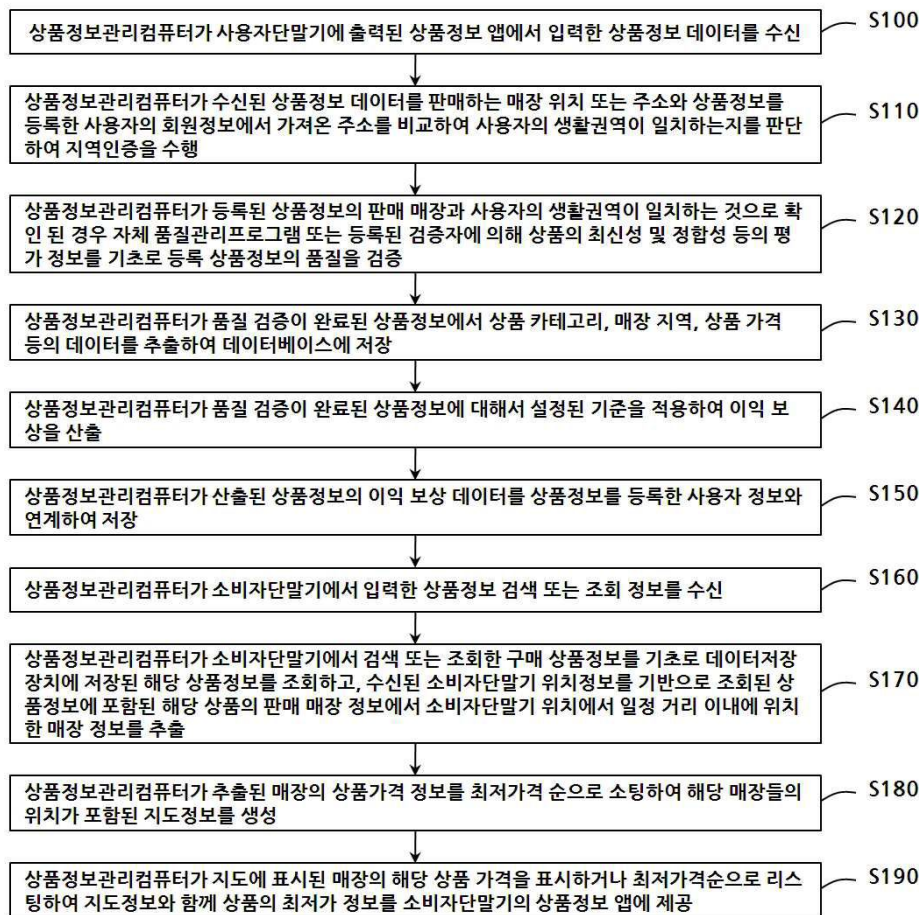 상품정보관리컴퓨터가 사용자단말기에 출력된 상품정보 앱에서 입력한 상품정보 데이터를 수신
S100
상품정보관리컴퓨터가 수신된 상품정보 데이터를 판매하는 매장 위치 또는 주소와 상품정보를
등록한 사용자의 회원정보에서 가져온 주소를 비교하여 사용자의 생활권역이 일치하는지를 판단
하여 지역인증을 수행
S110
상품정보관리컴퓨터가 등록된 상품정보의 판매 매장과 사용자의 생활권역이 일치하는 것으로 확
인 된 경우 자체 품질관리프로그램 또는 등록된 검증자에 의해 상품의 최신성 및 정합성 등의 평
가 정보를 기초로 등록 상품정보의 품질을 검증
S120
상품정보관리컴퓨터가 품질 검증이 완료된 상품정보에서 상품 카테고리, 매장 지역, 상품 가격
등의 데이터를 추출하여 데이터베이스에 저장
S130
상품정보관리컴퓨터가 품질 검증이 완료된 상품정보에 대해서 설정된 기준을 적용하여 이익 보
상을 산출
S140
상품정보관리컴퓨터가 산출된 상품정보의 이익 보상 데이터를 상품정보를 등록한 사용자 정보와
연계하여 저장
S150
상품정보관리컴퓨터가 소비자단말기에서 입력한 상품정보 검색 또는 조회 정보를 수신
S160
상품정보관리컴퓨터가 소비자단말기에서 검색 또는 조회한 구매 상품정보를 기초로 데이터저장
장치에 저장된 해당 상품정보를 조회하고, 수신된 소비자단말기 위치정보를 기반으로 조회된 상
품정보에 포함된 해당 상품의 판매 매장 정보에서 소비자단말기 위치에서 일정 거리 이내에 위치
한 매장 정보를 추출
S170
상품정보관리컴퓨터가 추출된 매장의 상품가격 정보를 최저가격 순으로 소팅하여 해당 매장들의
위치가 포함된 지도정보를 생성
S180
상품정보관리컴퓨터가 지도에 표시된 매장의 해당 상품 가격을 표시하거나 최저가격순으로 리스
팅하여 지도정보와 함께 상품의 최저가 정보를 소비자단말기의 상품정보 앱에 제공
S190